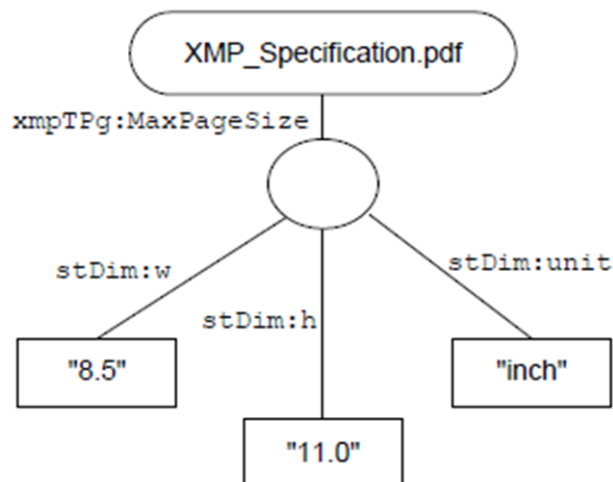 XMP_Specification.pdf
xmpTPg:MaxPageSize
stDim:w
stDim:h
stDim:unit
"8.5"
"11.0"
"inch"